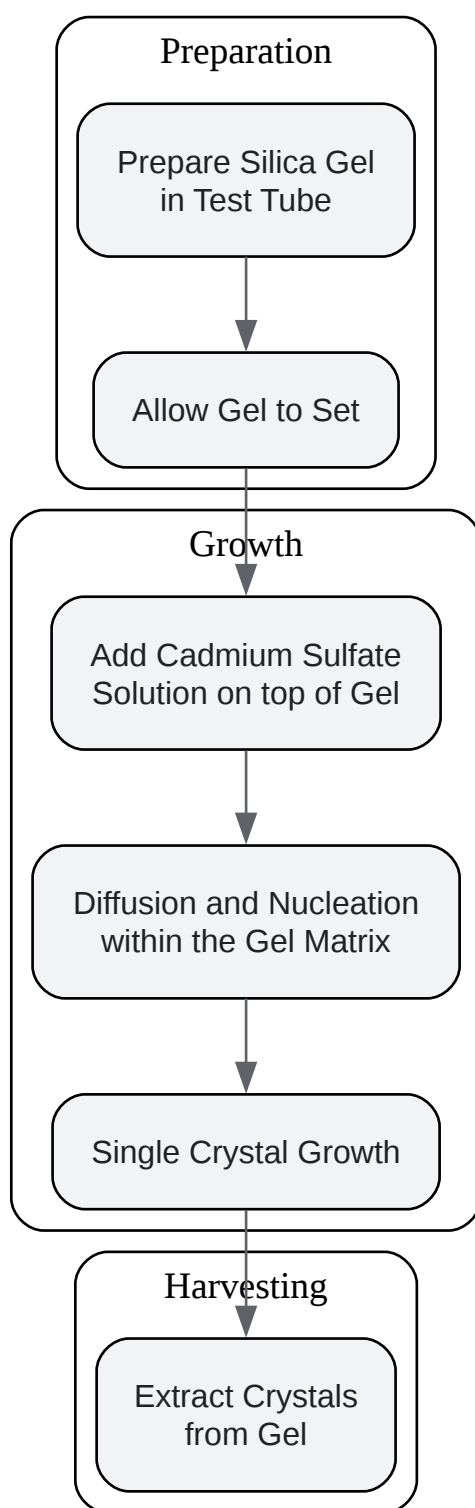 Preparation
Prepare Silica Gel
in Test Tube
Allow Gel to Set
Growth
Add Cadmium Sulfate
Solution on top of Gel
Diffusion and Nucleation
within the Gel Matrix
Single Crystal Growth
Harvesting
Extract Crystals
from Gel